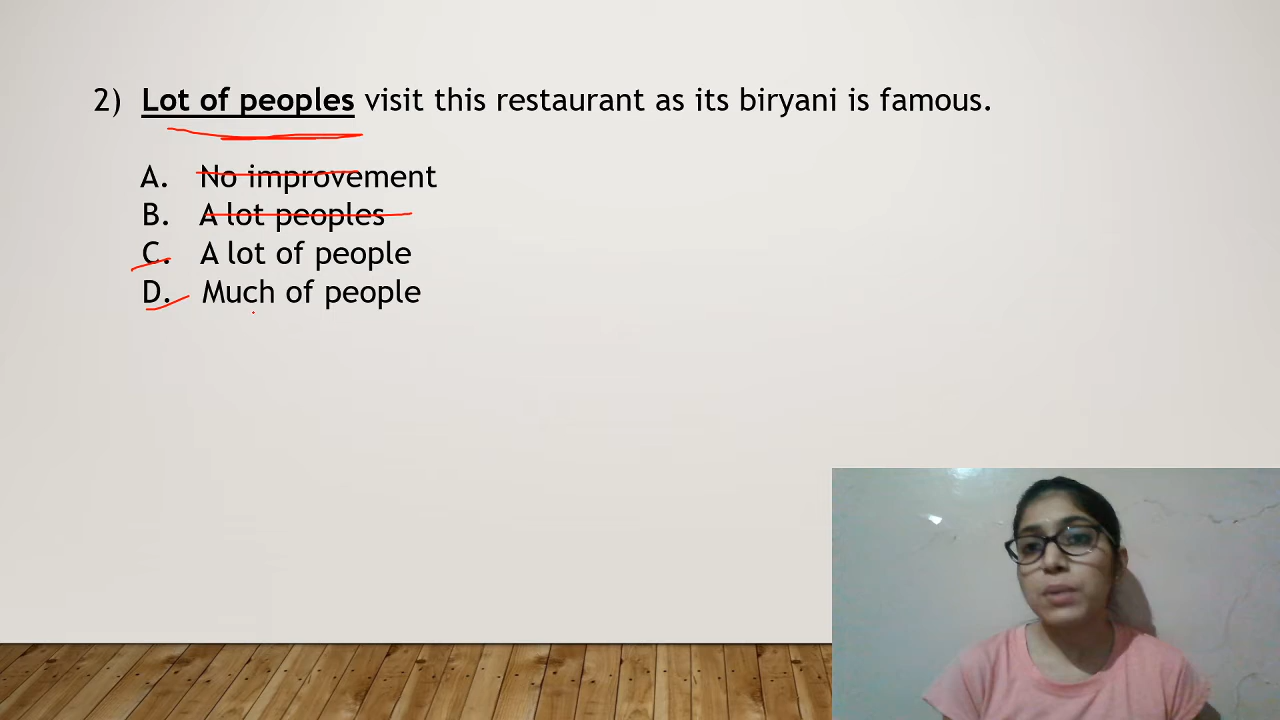 2) Lot of peoples visit this restaurant as its biryani is famous.
A. No improvement
B. A lot peoples
C. A lot of people
D. Much of people